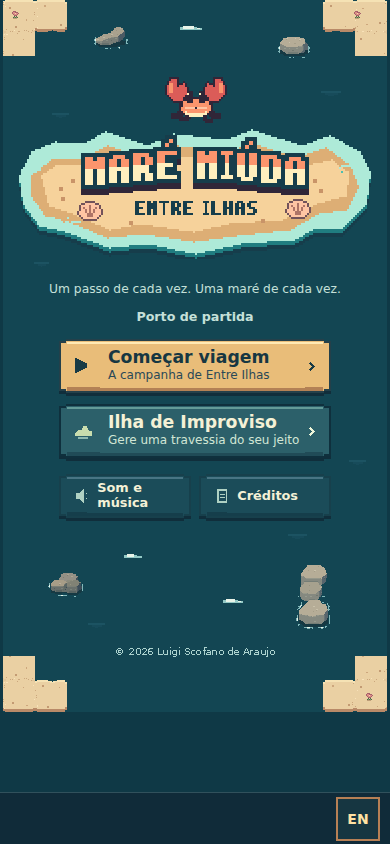 MARÉ MIÚDA
ENTRE ILHAS
Um passo de cada vez. Uma maré de cada vez.
Porto de partida
Começar viagem
A campanha de Entre Ilhas
Ilha de Improviso
Gere uma travessia do seu jeito
Som e
música
Créditos
© 2026 Luigi Scofano de Araujo
EN